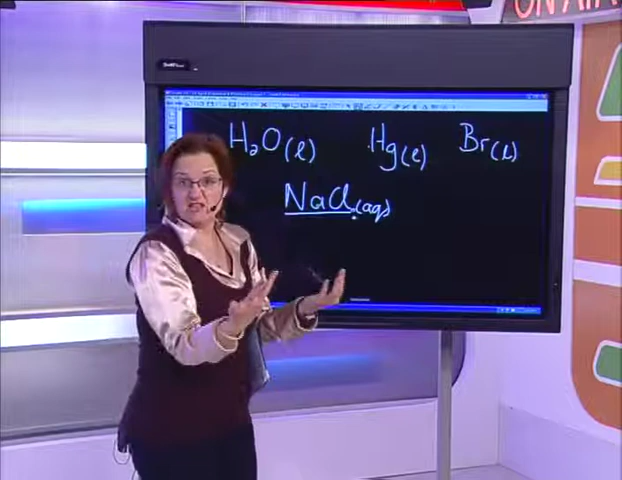 ON AIR
H₂O(l) Hg(l) Br(l)
NaCl(aq)